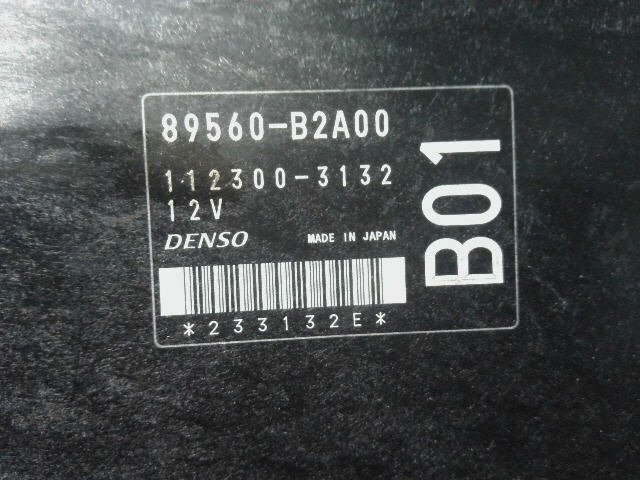 89560-B2A00
112300-3132
12V
DENSO MADE IN JAPAN
*233132E*
B01